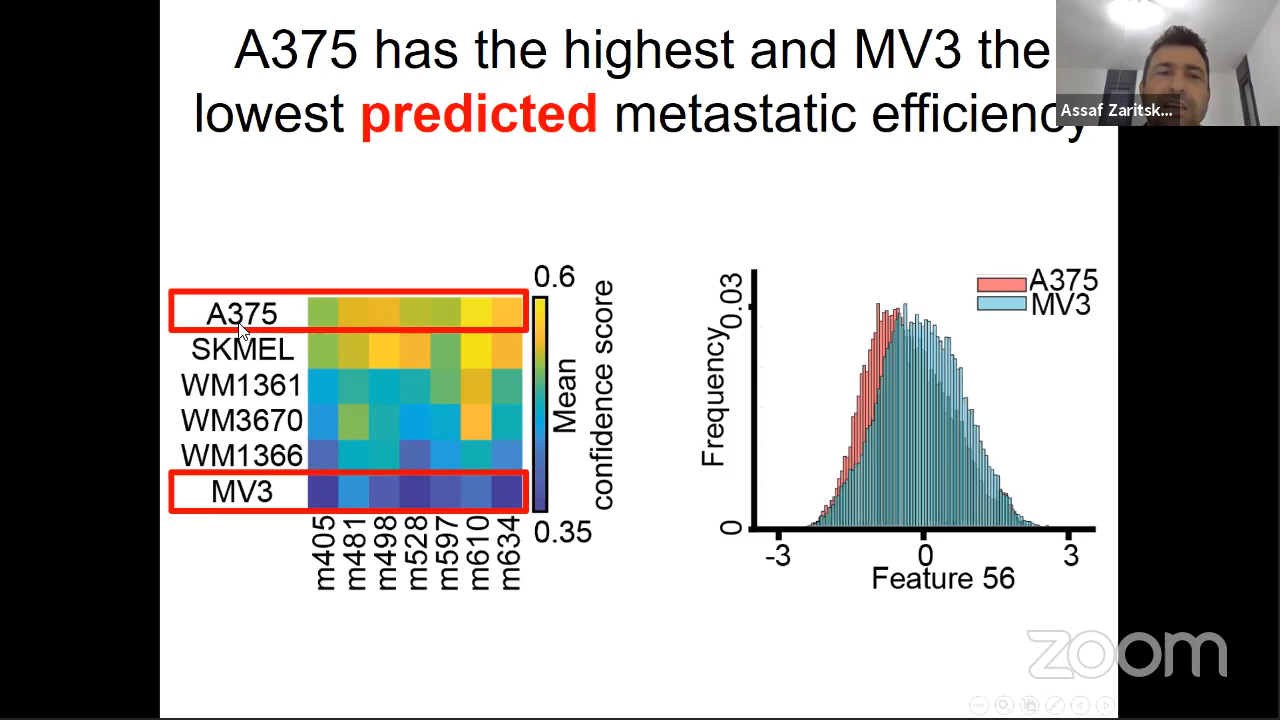 A375 has the highest and MV3 the
lowest predicted metastatic efficiency
Assaf Zaritsk...
A375
SKMEL
WM1361
WM3670
WM1366
MV3
m405
m481
m498
m528
m597
m610
m634
0.6
0.35
Mean
confidence score
A375
MV3
0.03
0
Frequency
-3
0
3
Feature 56
zoom